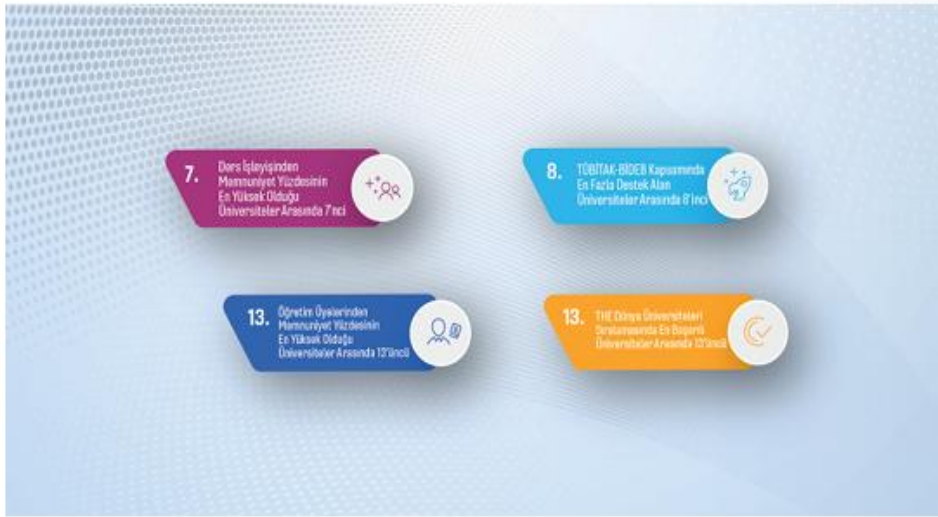 7.
Ders İşleyişinden
Memnuniyet Yüzdesinin
En Yüksek Olduğu
Üniversiteler Arasında 7'nci
8.
TÜBİTAK-BİDEB Kapsamında
En Fazla Destek Alan
Üniversiteler Arasında 8'inci
13.
Öğretim Üyelerinden
Memnuniyet Yüzdesinin
En Yüksek Olduğu
Üniversiteler Arasında 13'üncü
13.
THE Dünya Üniversiteleri
Sıralamasında En Başarılı
Üniversiteler Arasında 13'üncü